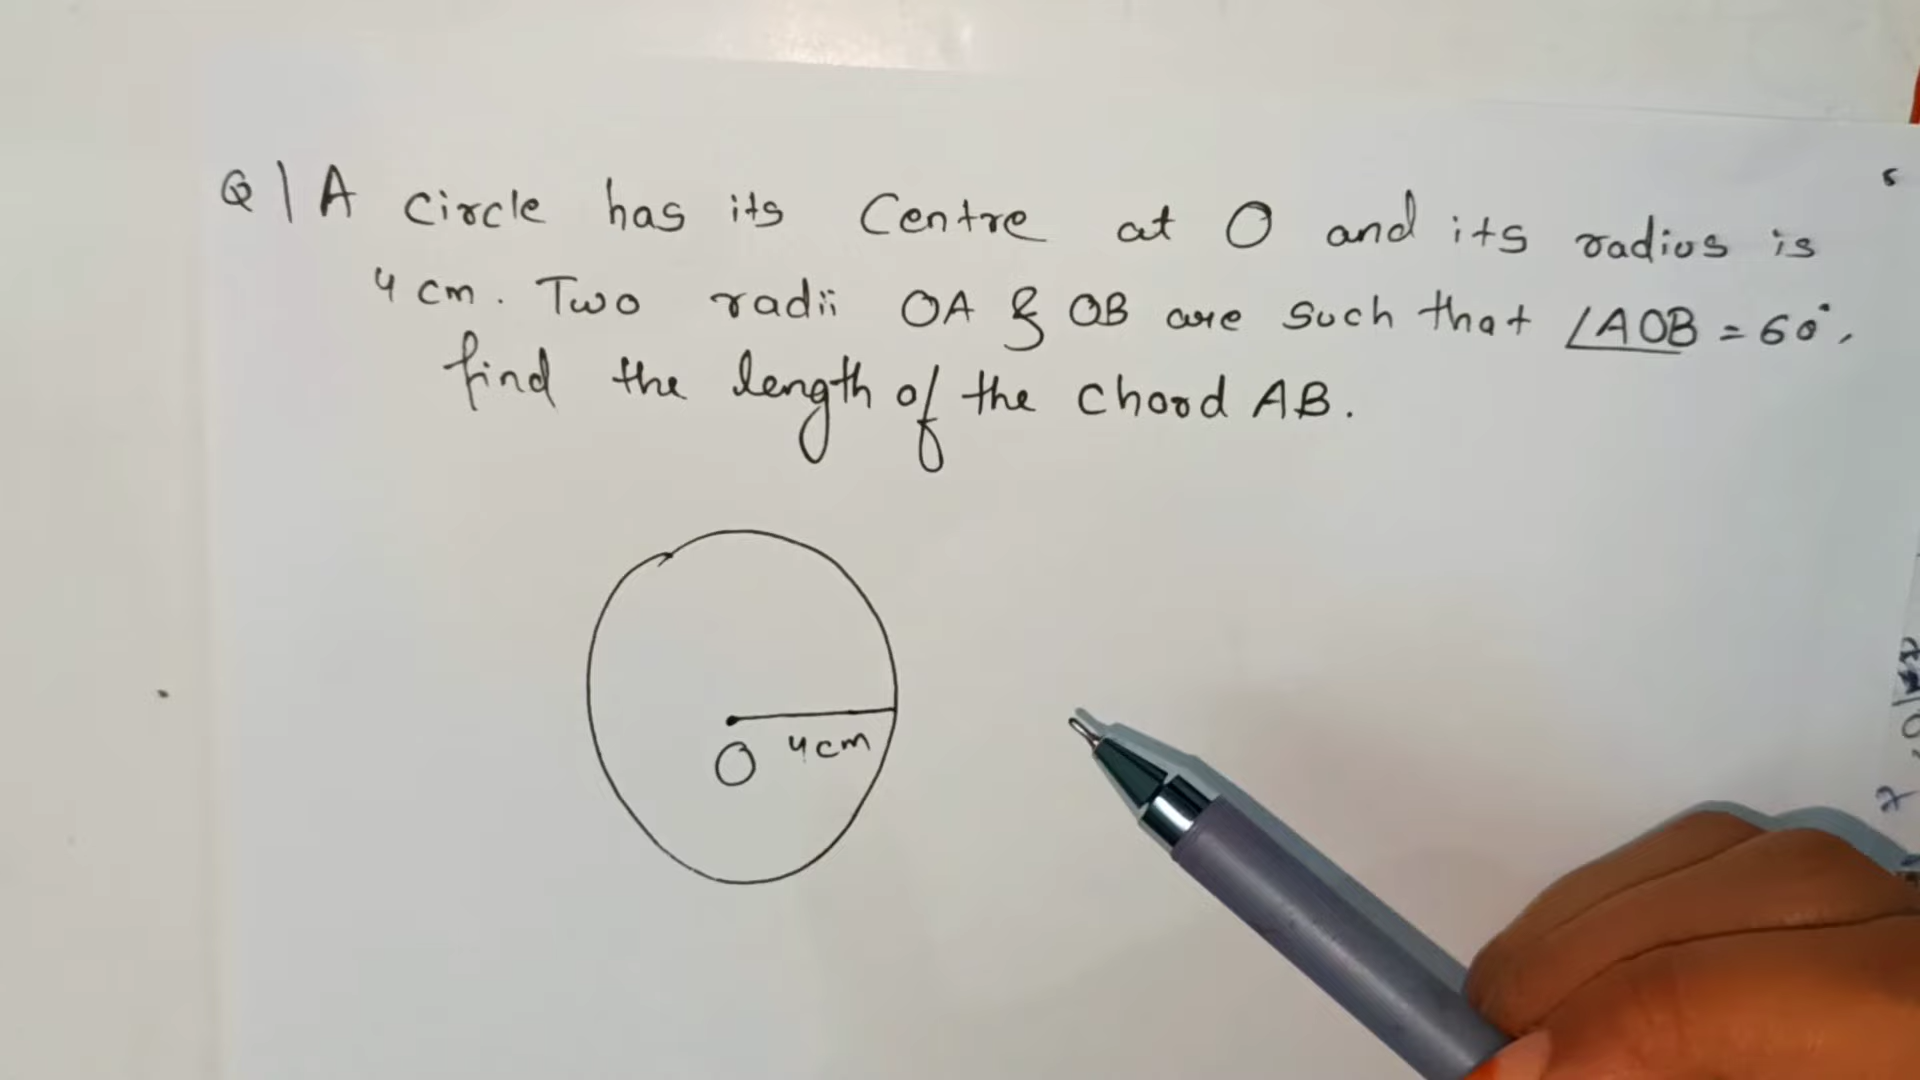 Q | A circle has its Centre at O and its radius is
4 cm. Two radii OA & OB are such that ∠AOB = 60°,
find the length of the chord AB.
O 4cm